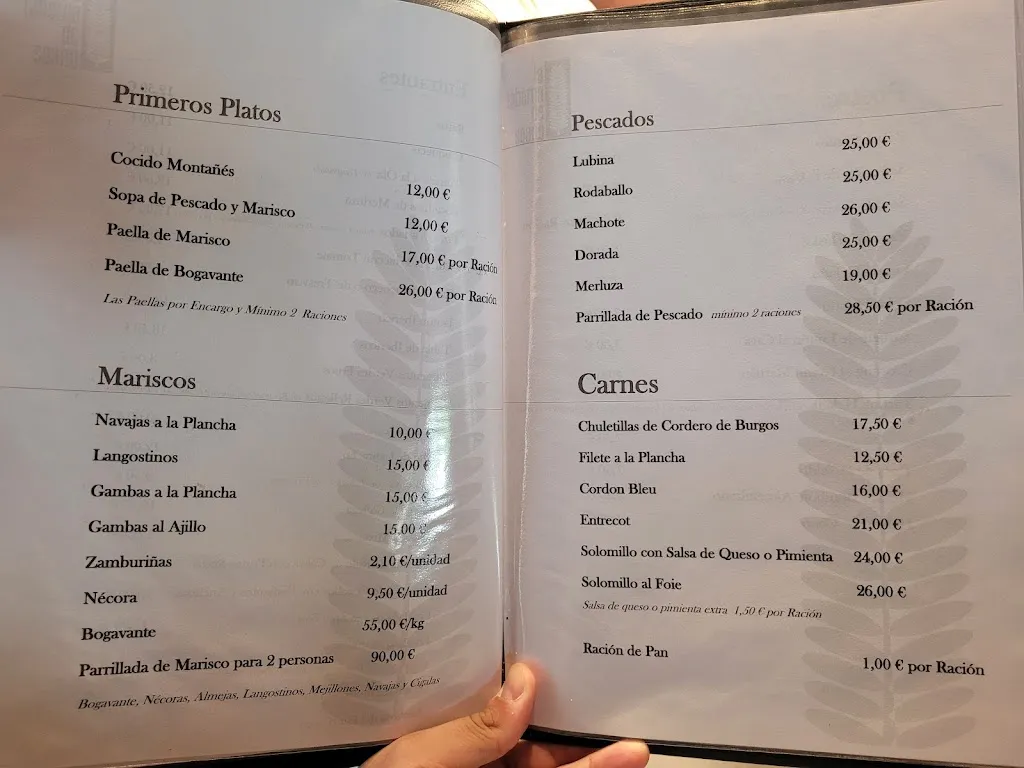 Primeros Platos
Cocido Montañés 12,00 €
Sopa de Pescado y Marisco 12,00 €
Paella de Marisco 17,00 € por Ración
Paella de Bogavante 26,00 € por Ración
Las Paellas por Encargo y Mínimo 2 Raciones
Mariscos
Navajas a la Plancha 10,00 €
Langostinos 15,00 €
Gambas a la Plancha 15,00 €
Gambas al Ajillo 15,00 €
Zamburiñas 2,10 €/unidad
Nécora 9,50 €/unidad
Bogavante 55,00 €/kg
Parrillada de Marisco para 2 personas 90,00 €
Bogavante, Nécoras, Almejas, Langostinos, Mejillones, Navajas y Cigalas
Pescados
Lubina 25,00 €
Rodaballo 25,00 €
Machote 26,00 €
Dorada 25,00 €
Merluza 19,00 €
Parrillada de Pescado mínimo 2 raciones 28,50 € por Ración
Carnes
Chuletillas de Cordero de Burgos 17,50 €
Filete a la Plancha 12,50 €
Cordon Bleu 16,00 €
Entrecot 21,00 €
Solomillo con Salsa de Queso o Pimienta 24,00 €
Solomillo al Foie 26,00 €
Salsa de queso o pimienta extra 1,50 € por Ración
Ración de Pan 1,00 € por Ración